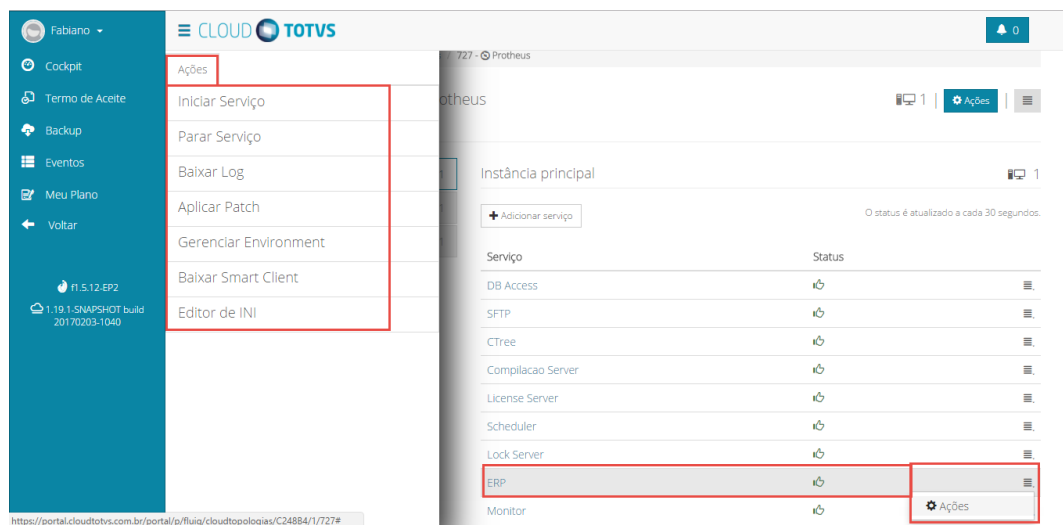 Fabiano
CLOUD TOTVS
0
Cockpit
Termo de Aceite
Backup
Eventos
Meu Plano
Voltar
f1.5.12-EP2
1.19.1-SNAPSHOT build
20170203-1040
Ações
Iniciar Serviço
Parar Serviço
Baixar Log
Aplicar Patch
Gerenciar Environment
Baixar Smart Client
Editor de INI
/ 727 - Protheus
otheus
1 | Ações |
Instância principal
1
Adicionar serviço
O status é atualizado a cada 30 segundos.
Serviço Status
DB Access
SFTP
CTree
Compilacao Server
License Server
Scheduler
Lock Server
ERP
Ações
Monitor
https://portal.cloudtotvs.com.br/portal/p/fluig/cloudtopologias/C24884/1/727#